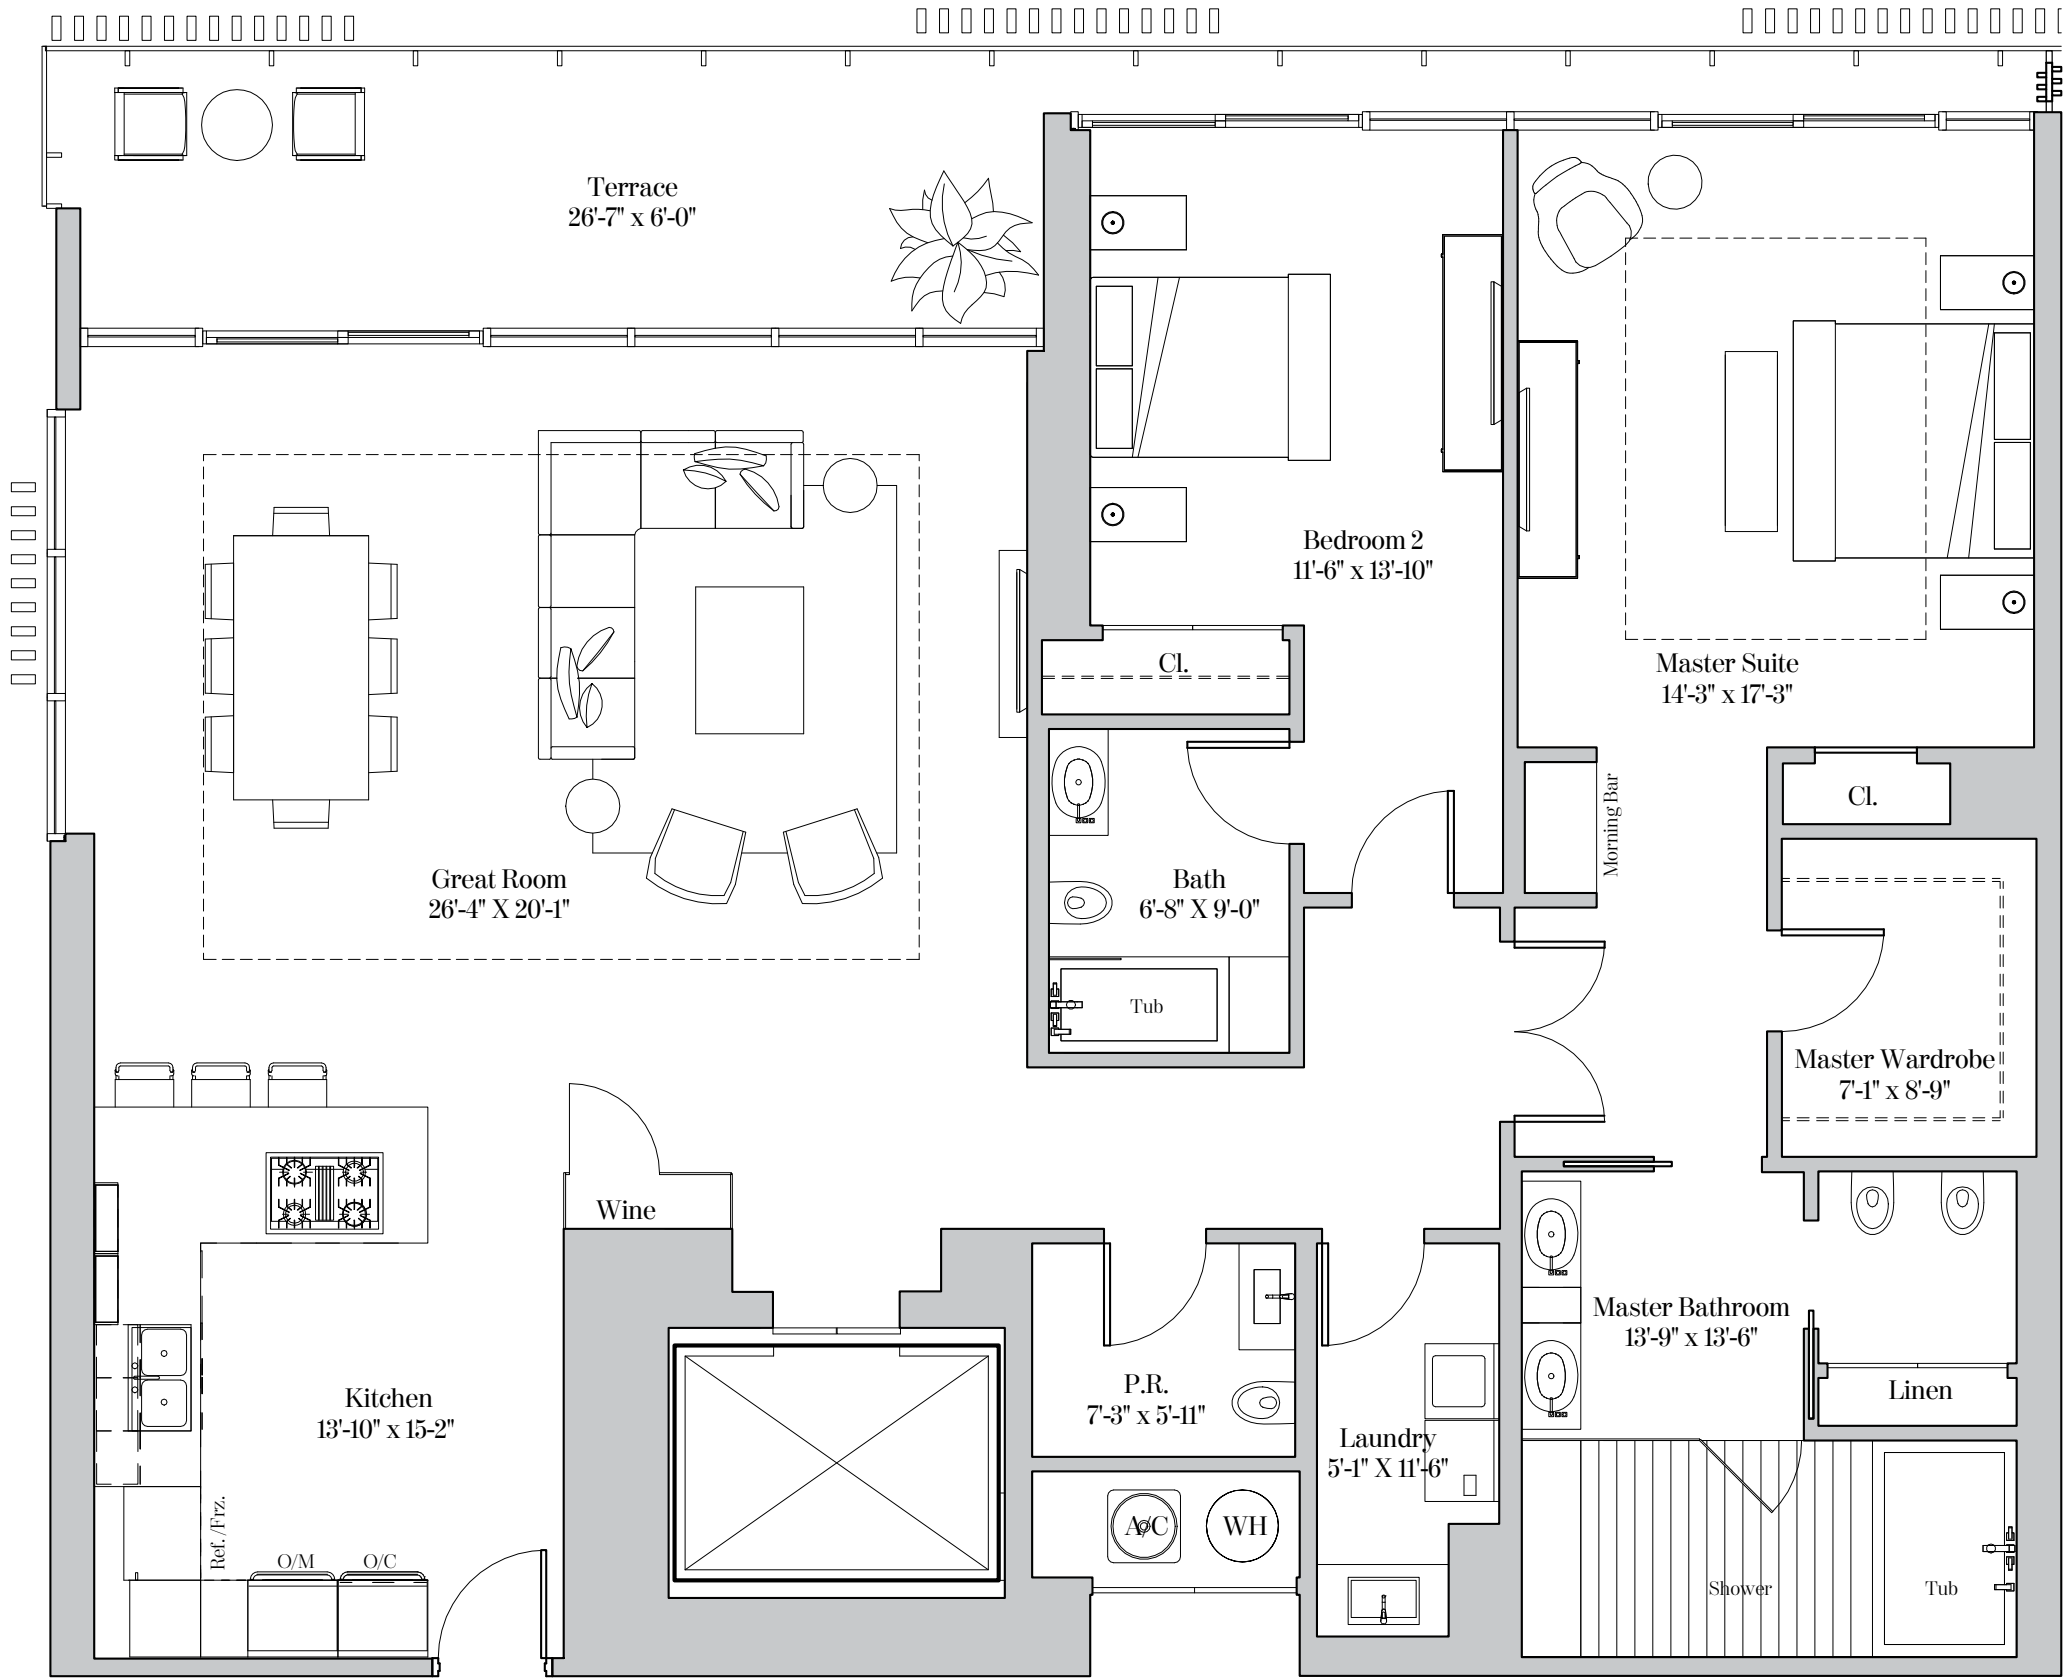 Terrace
26'-7" x 6'-0"
Bedroom 2
11'-6" x 13'-10"
Master Suite
14'-3" x 17'-3"
Cl.
Cl.
Morning Bar
Great Room
26'-4" X 20'-1"
Bath
6'-8" X 9'-0"
Tub
Master Wardrobe
7'-1" x 8'-9"
Wine
Master Bathroom
13'-9" x 13'-6"
Kitchen
13'-10" x 15-2"
P.R.
7'-3" x 5'-11"
Linen
Laundry
5'-1" X 11'-6"
Ref./Frz.
A/C
WH
O/M
O/C
Shower
Tub